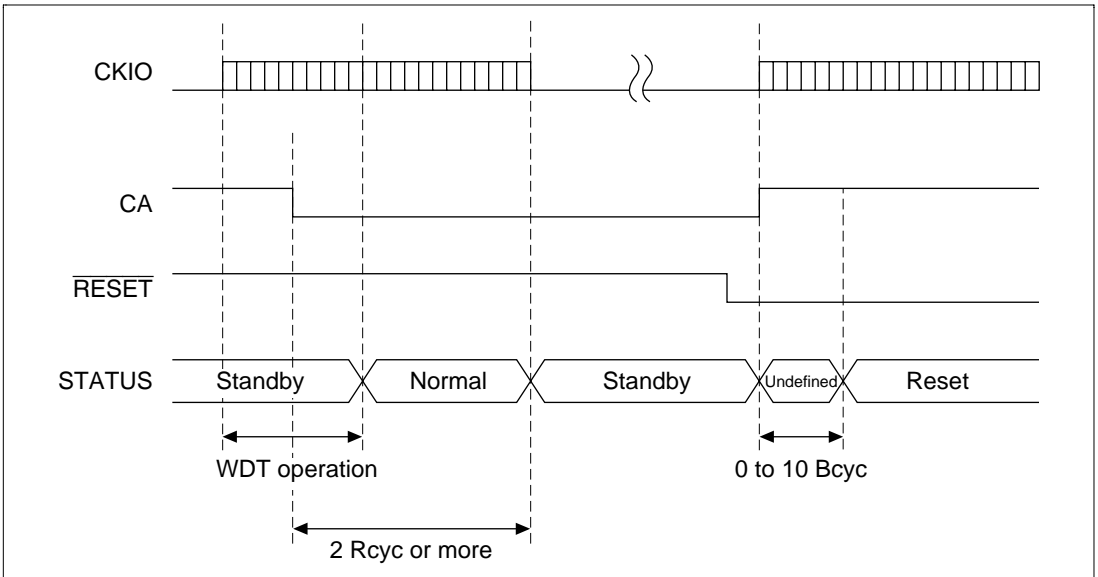 CKIO
CA
RESET
STATUS
Standby
Normal
Standby
Undefined
Reset
WDT operation
0 to 10 Bcyc
2 Rcyc or more